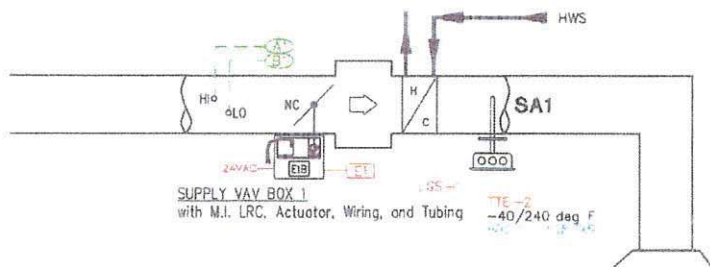 HWS
A
B
HI
LO
NC
H
C
SA1
24VAC
E1B
SUPPLY VAV BOX 1
with M.I. LRC, Actuator, Wiring, and Tubing
TTE-2
-40/240 deg F